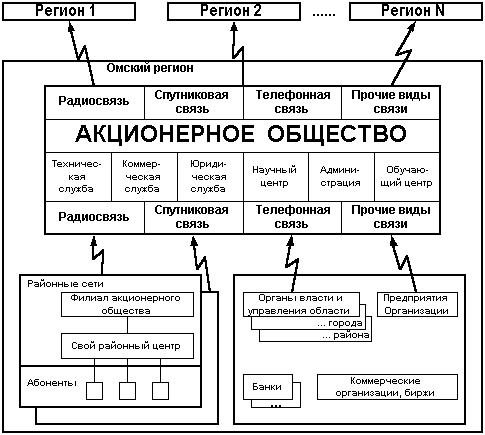 Регион 1 Регион 2 ...... Регион N
Омский регион
Радиосвязь Спутниковая связь Телефонная связь Прочие виды связи
АКЦИОНЕРНОЕ ОБЩЕСТВО
Техничес-
кая
служба
Коммер-
ческая
служба
Юриди-
ческая
служба
Научный
центр
Админи-
страция
Обучаю-
щий центр
Радиосвязь Спутниковая связь Телефонная связь Прочие виды связи
Районные сети
Филиал акционерного
общества
Свой районный центр
Абоненты
Органы власти и
управления области
... города
... района
Предприятия
Организации
Банки
...
Коммерческие
организации, биржи